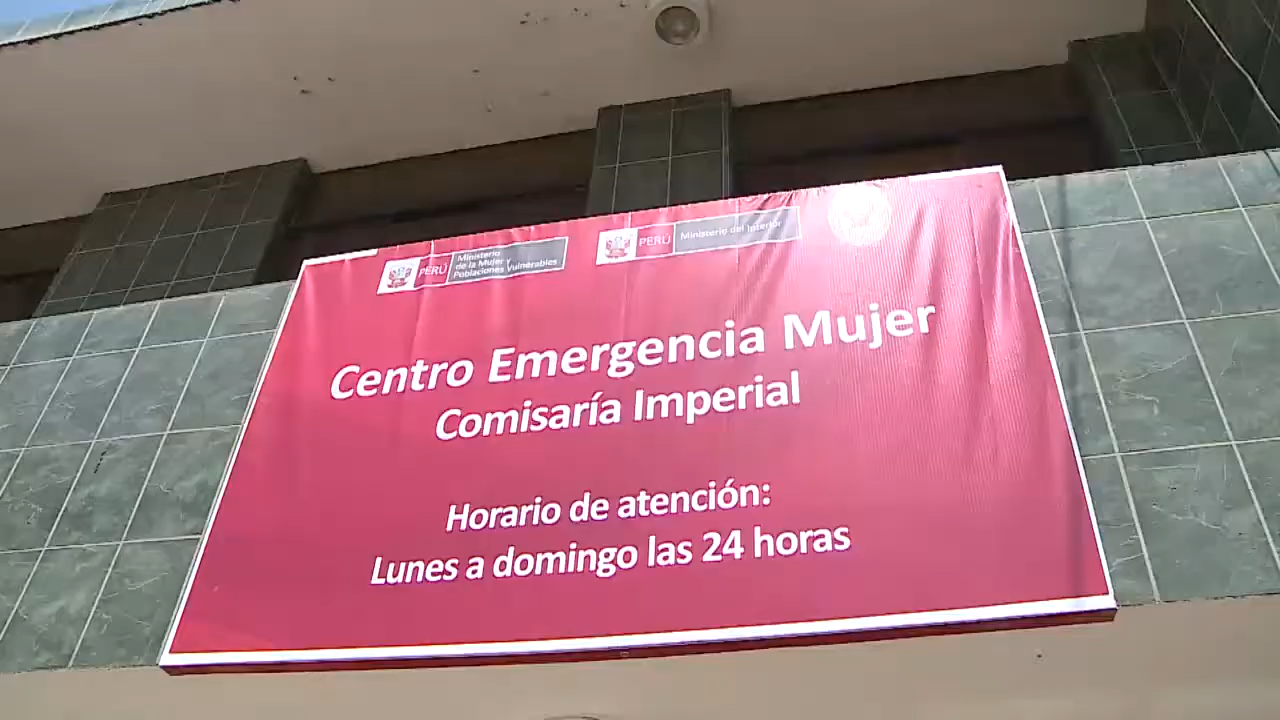 PERÚ
Ministerio
de la Mujer y
Poblaciones Vulnerables
PERÚ
Ministerio del Interior
Centro Emergencia Mujer
Comisaría Imperial
Horario de atención:
Lunes a domingo las 24 horas